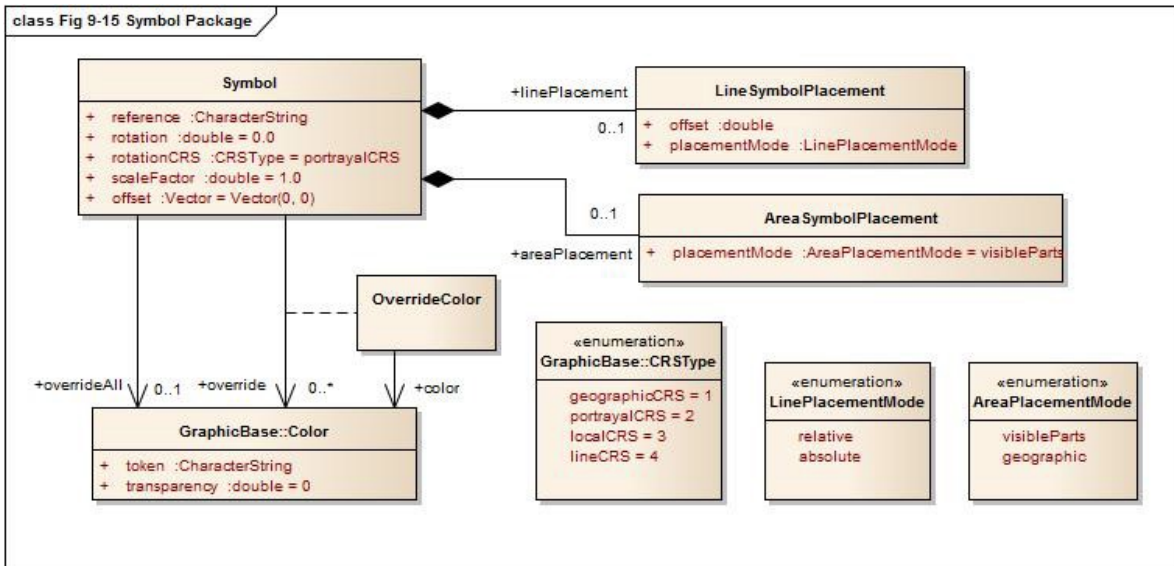 class Fig 9-15 Symbol Package
Symbol
+ reference :CharacterString
+ rotation :double = 0.0
+ rotationCRS :CRSType = portrayalCRS
+ scaleFactor :double = 1.0
+ offset :Vector = Vector(0, 0)
+linePlacement
0..1
LineSymbolPlacement
+ offset :double
+ placementMode :LinePlacementMode
0..1
+areaPlacement
AreaSymbolPlacement
+ placementMode :AreaPlacementMode = visibleParts
OverrideColor
+overrideAll
0..1
+override
0..*
+color
GraphicBase::Color
+ token :CharacterString
+ transparency :double = 0
«enumeration»
GraphicBase::CRSType
geographicCRS = 1
portrayalCRS = 2
localCRS = 3
lineCRS = 4
«enumeration»
LinePlacementMode
relative
absolute
«enumeration»
AreaPlacementMode
visibleParts
geographic